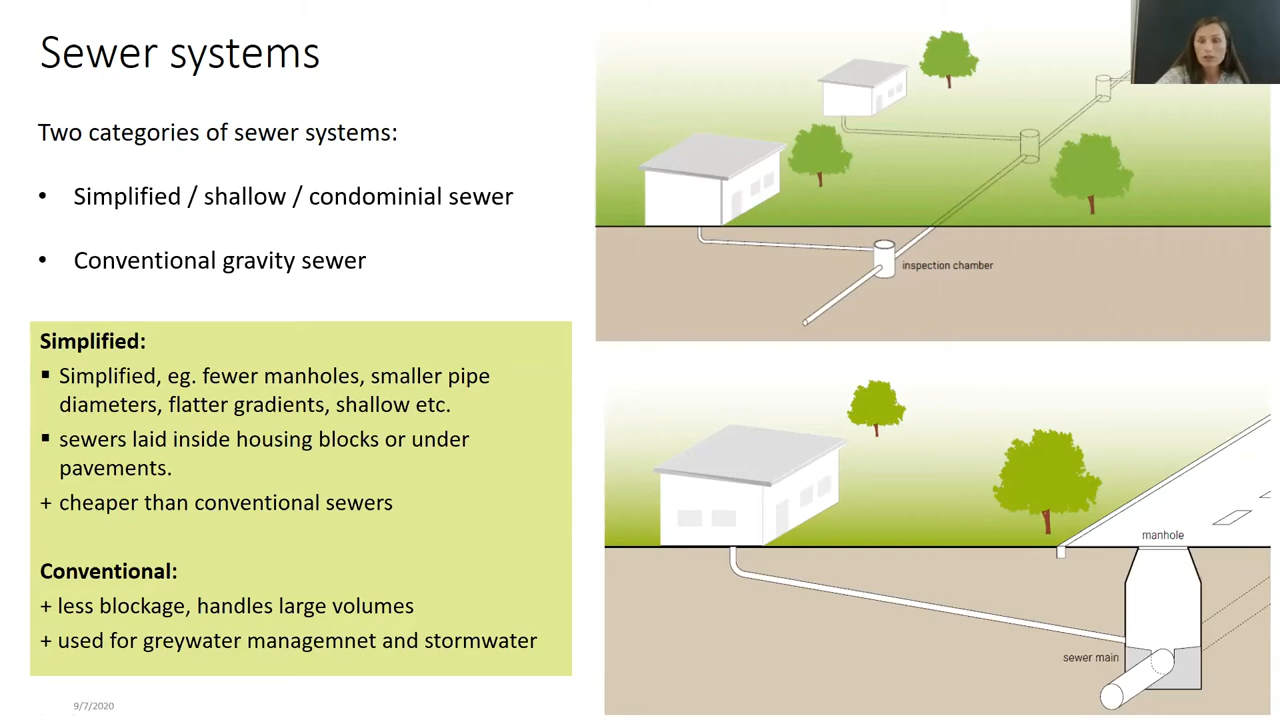 Sewer systems
Two categories of sewer systems:
• Simplified / shallow / condominial sewer
• Conventional gravity sewer
Simplified:
▪ Simplified, eg. fewer manholes, smaller pipe
diameters, flatter gradients, shallow etc.
▪ sewers laid inside housing blocks or under
pavements.
+ cheaper than conventional sewers
Conventional:
+ less blockage, handles large volumes
+ used for greywater managemnet and stormwater
9/7/2020
inspection chamber
manhole
sewer main